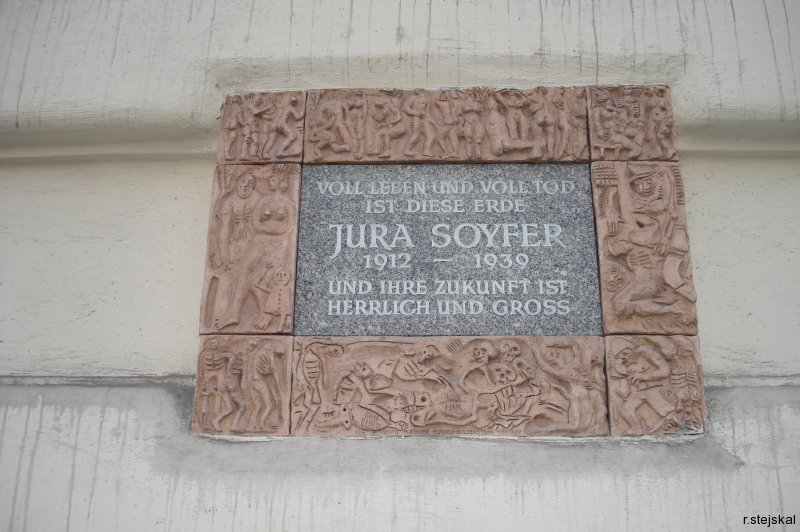 VOLL LEBEN UND VOLL TOD
IST DIESE ERDE
JURA SOYFER
1912 — 1939
UND IHRE ZUKUNFT IST
HERRLICH UND GROSS
r.stejskal